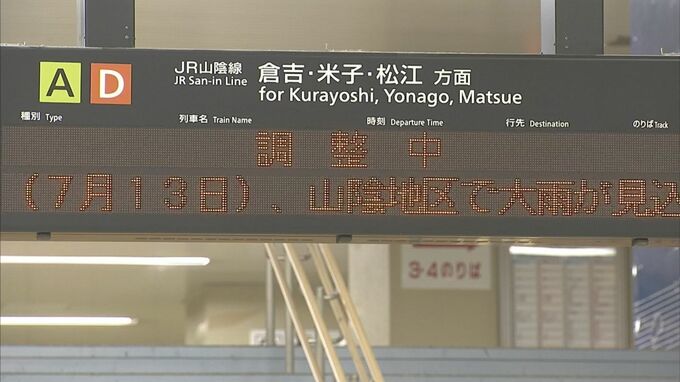 A D JR山陰線 倉吉・米子・松江 方面
JR San-in Line for Kurayoshi, Yonago, Matsue
種別 Type 列車名 Train Name 時刻 Departure Time 行先 Destination のりば Track
調整中
(7月13日)、山陰地区で大雨が見込
3・4のりば